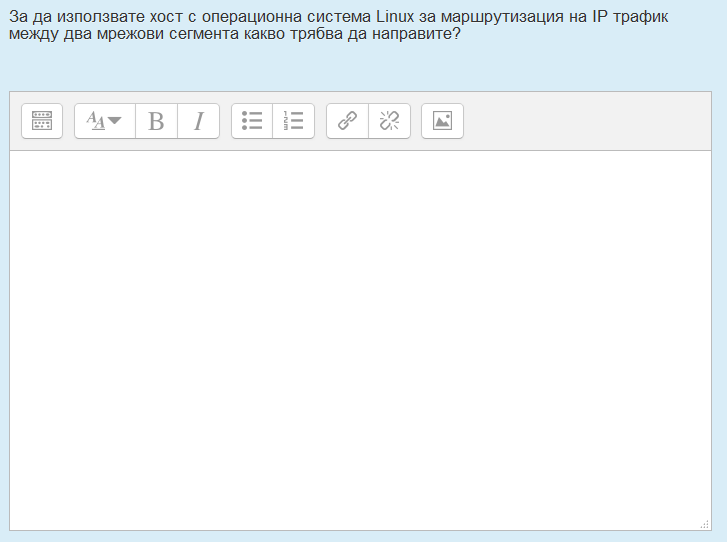 За да използвате хост с операционна система Linux за маршрутизация на IP трафик
между два мрежови сегмента какво трябва да направите?